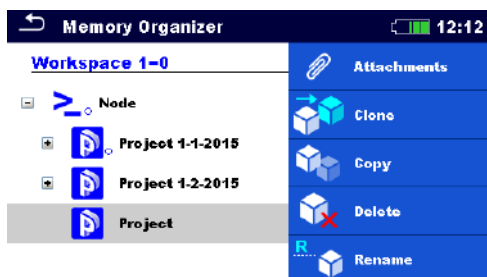 Memory Organizer
12:12
Workspace 1-0
Node
Project 1-1-2015
Project 1-2-2015
Project
Attachments
Clone
Copy
Delete
R
Rename